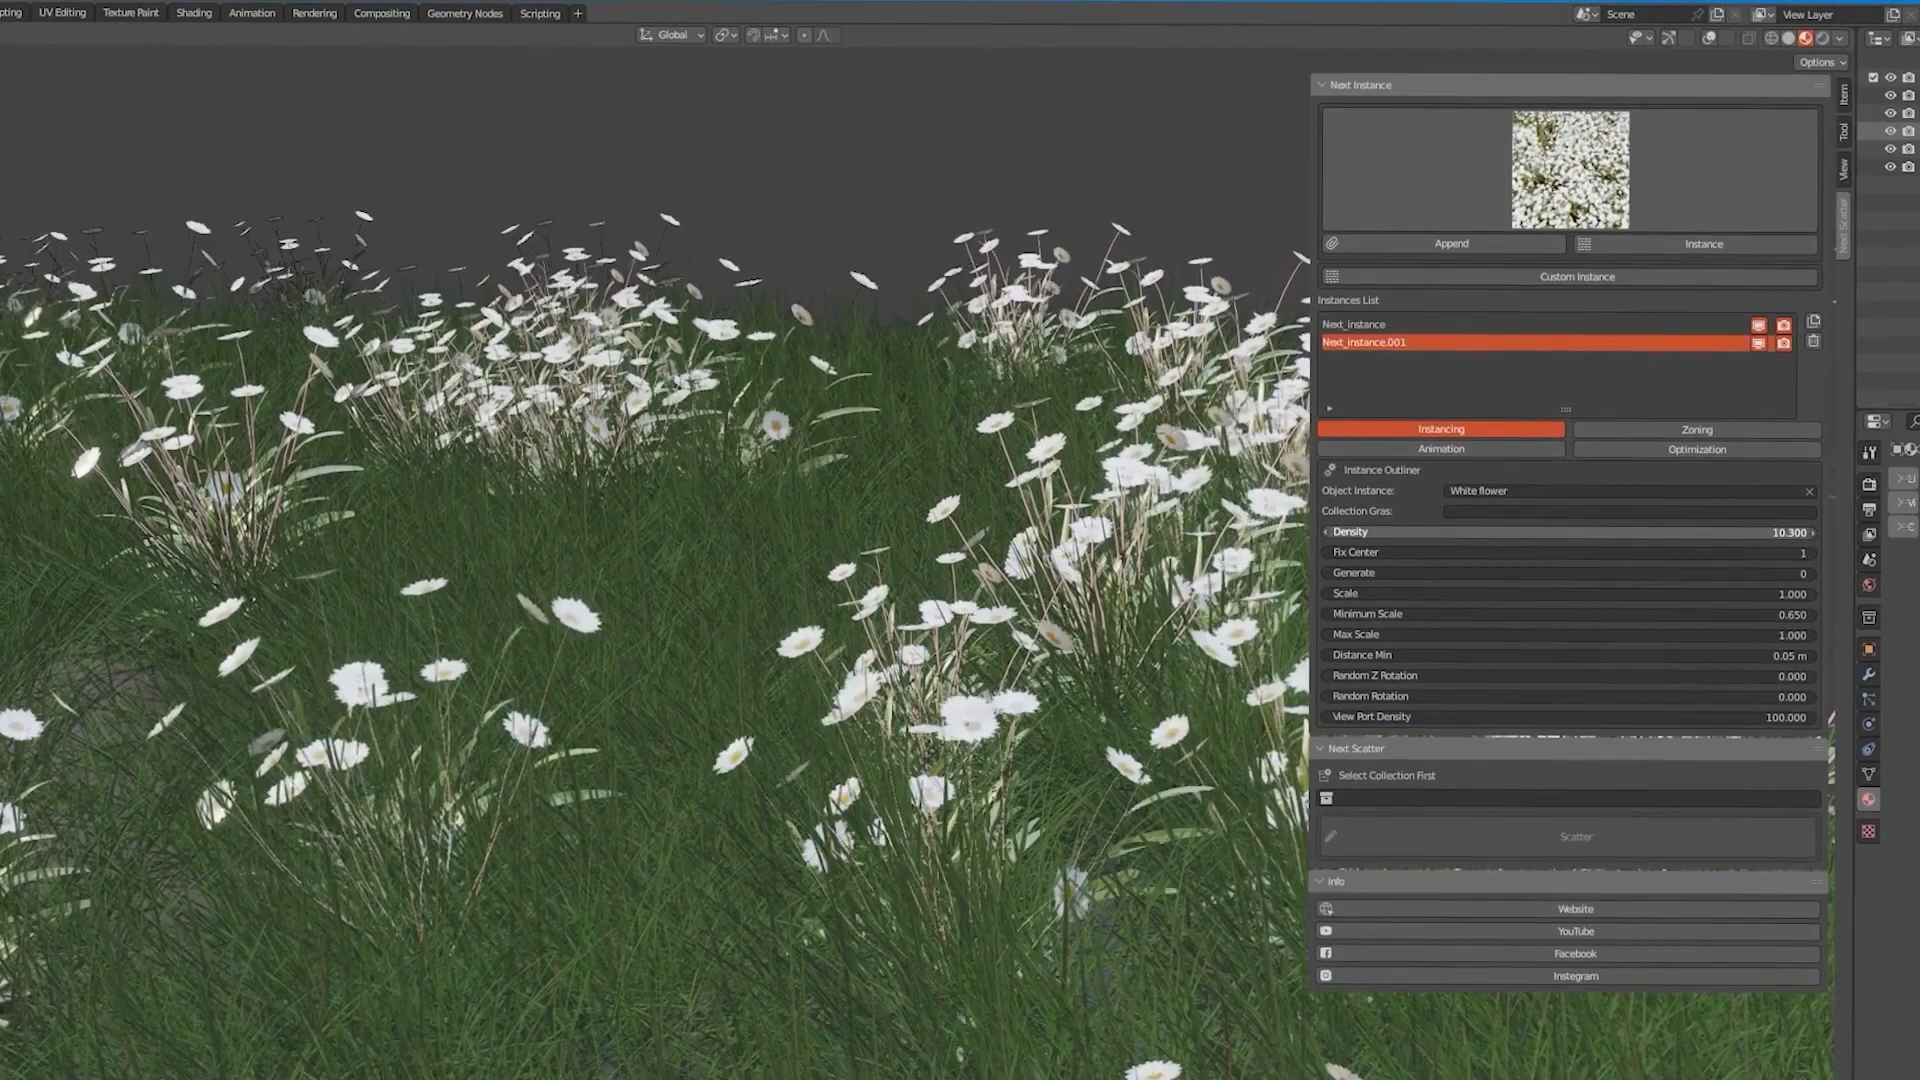 pting UV Editing Texture Paint Shading Animation Rendering Compositing Geometry Nodes Scripting +
Scene
View Layer
Global
Options
Next Instance
Item
Tool
View
Next Scatter
Append
Instance
Custom Instance
Instances List
Next_instance
Next_instance.001
Instancing
Zoning
Animation
Optimization
Instance Outliner
Object Instance: White flower
Collection Gras:
Density 10.300
Fix Center 1
Generate 0
Scale 1.000
Minimum Scale 0.650
Max Scale 1.000
Distance Min 0.05 m
Random Z Rotation 0.000
Random Rotation 0.000
View Port Density 100.000
Next Scatter
Select Collection First
Scatter
Info
Website
YouTube
Facebook
Instegram